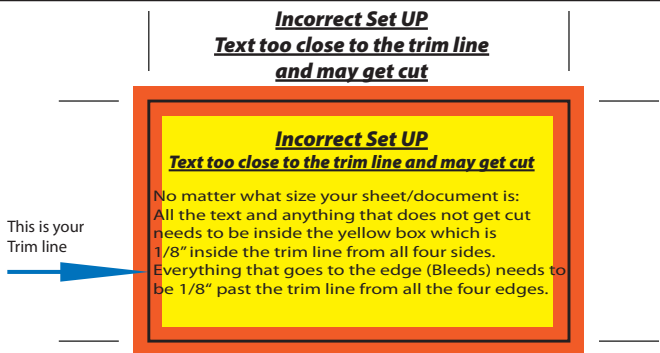 Incorrect Set UP
Text too close to the trim line
and may get cut
Incorrect Set UP
Text too close to the trim line and may get cut
No matter what size your sheet/document is:
All the text and anything that does not get cut
needs to be inside the yellow box which is
1/8” inside the trim line from all four sides.
Everything that goes to the edge (Bleeds) needs to
be 1/8“ past the trim line from all the four edges.
This is your
Trim line